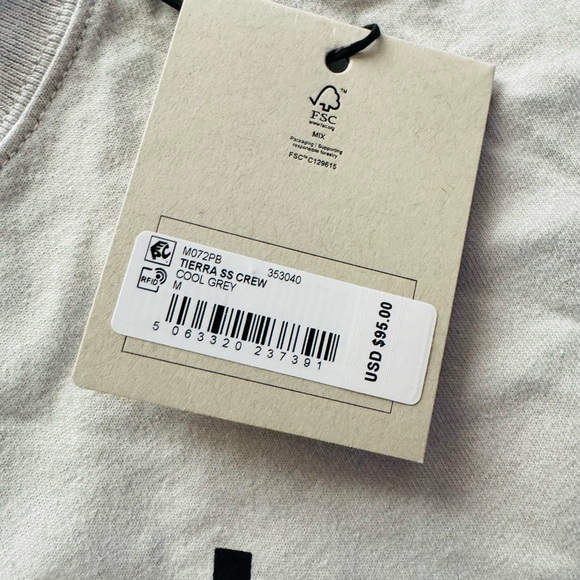 FSC™
www.fsc.org
MIX
Packaging | Supporting
responsible forestry
FSC™ C129615
M072PB
TIERRA SS CREW 353040
COOL GREY
M
RFID
5 063320 237391
USD $95.00